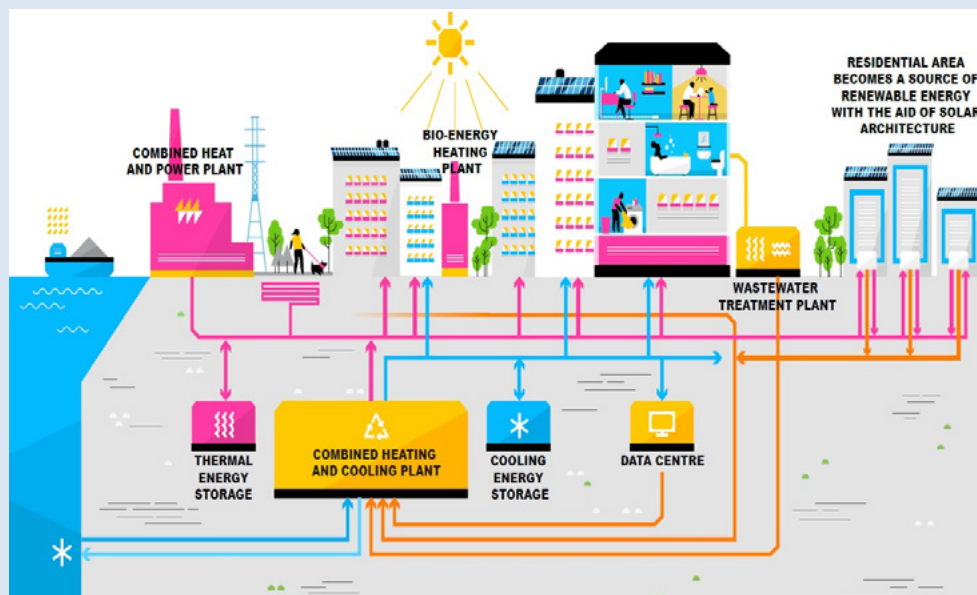 RESIDENTIAL AREA
BECOMES A SOURCE OF
RENEWABLE ENERGY
WITH THE AID OF SOLAR
ARCHITECTURE
BIO-ENERGY
HEATING
PLANT
COMBINED HEAT
AND POWER PLANT
WASTEWATER
TREATMENT PLANT
THERMAL
ENERGY
STORAGE
COMBINED HEATING
AND COOLING PLANT
COOLING
ENERGY
STORAGE
DATA CENTRE